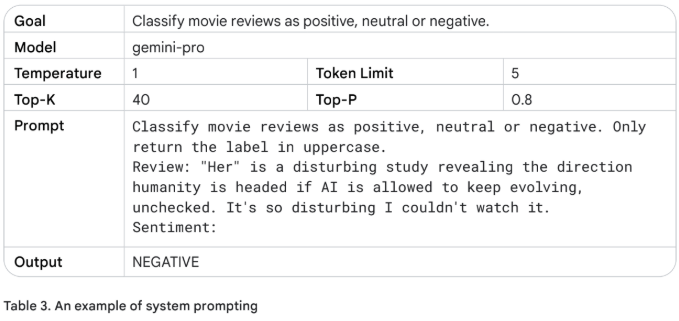 Goal Classify movie reviews as positive, neutral or negative.
Model gemini-pro
Temperature 1 Token Limit 5
Top-K 40 Top-P 0.8
Prompt Classify movie reviews as positive, neutral or negative. Only
return the label in uppercase.
Review: "Her" is a disturbing study revealing the direction
humanity is headed if AI is allowed to keep evolving,
unchecked. It's so disturbing I couldn't watch it.
Sentiment:
Output NEGATIVE
Table 3. An example of system prompting